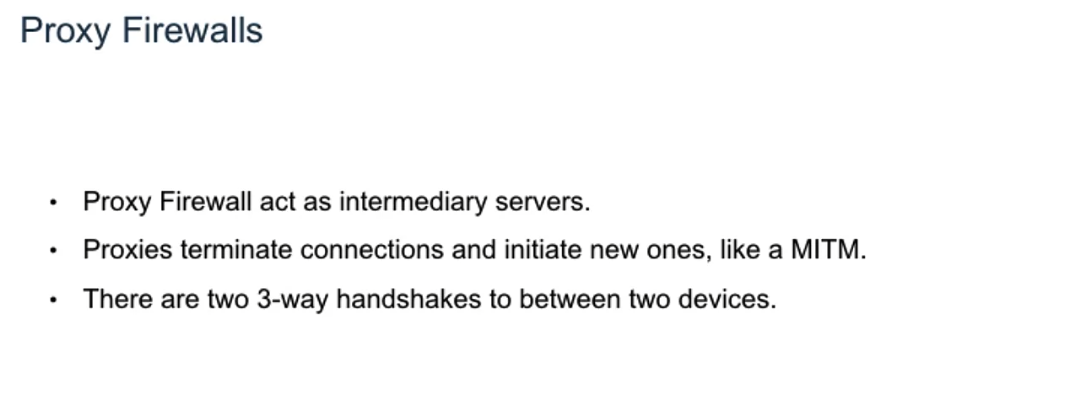 Proxy Firewalls
• Proxy Firewall act as intermediary servers.
• Proxies terminate connections and initiate new ones, like a MITM.
• There are two 3-way handshakes to between two devices.